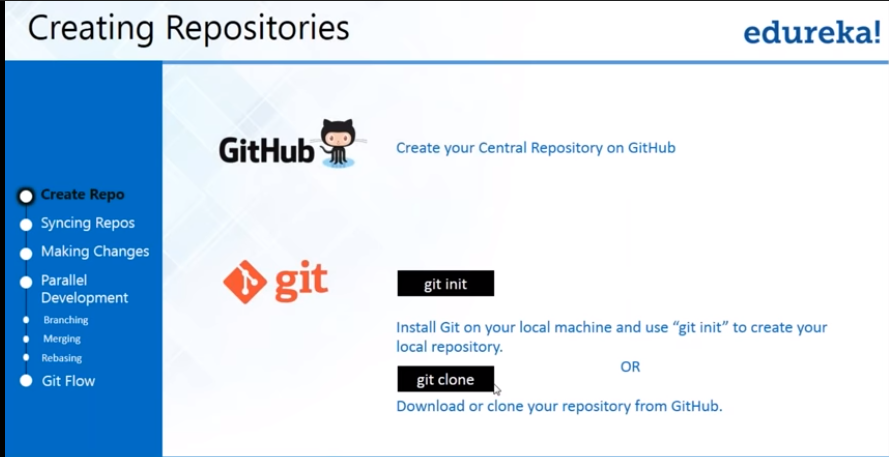 Creating Repositories
edureka!
Create Repo
Syncing Repos
Making Changes
Parallel
Development
Branching
Merging
Rebasing
Git Flow
GitHub
Create your Central Repository on GitHub
git
git init
Install Git on your local machine and use “git init” to create your
local repository.
OR
git clone
Download or clone your repository from GitHub.